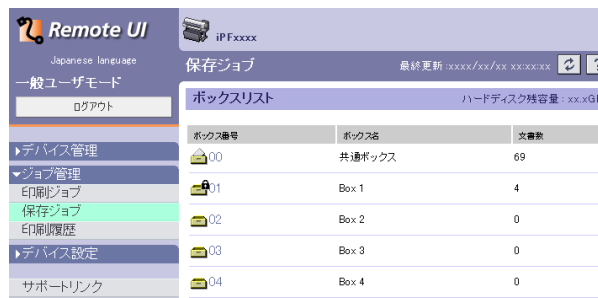 Remote UI
iPFxxxx
Japanese language
一般ユーザモード
ログアウト
保存ジョブ
最終更新:xxxx/xx/xx xx:xx:xx
ボックスリスト
ハードディスク残容量:xx.xG
ボックス番号 ボックス名 文書数
00 共通ボックス 69
01 Box 1 4
02 Box 2 0
03 Box 3 0
04 Box 4 0
▶デバイス管理
▼ジョブ管理
印刷ジョブ
保存ジョブ
印刷履歴
▶デバイス設定
サポートリンク